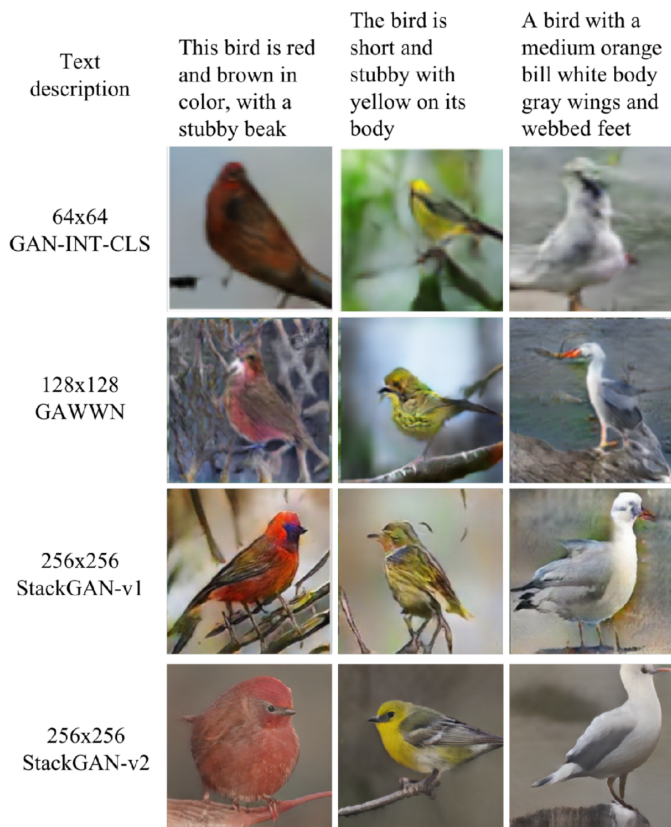 Text
description
This bird is red
and brown in
color, with a
stubby beak
The bird is
short and
stubby with
yellow on its
body
A bird with a
medium orange
bill white body
gray wings and
webbed feet
64x64
GAN-INT-CLS
128x128
GAWWN
256x256
StackGAN-v1
256x256
StackGAN-v2